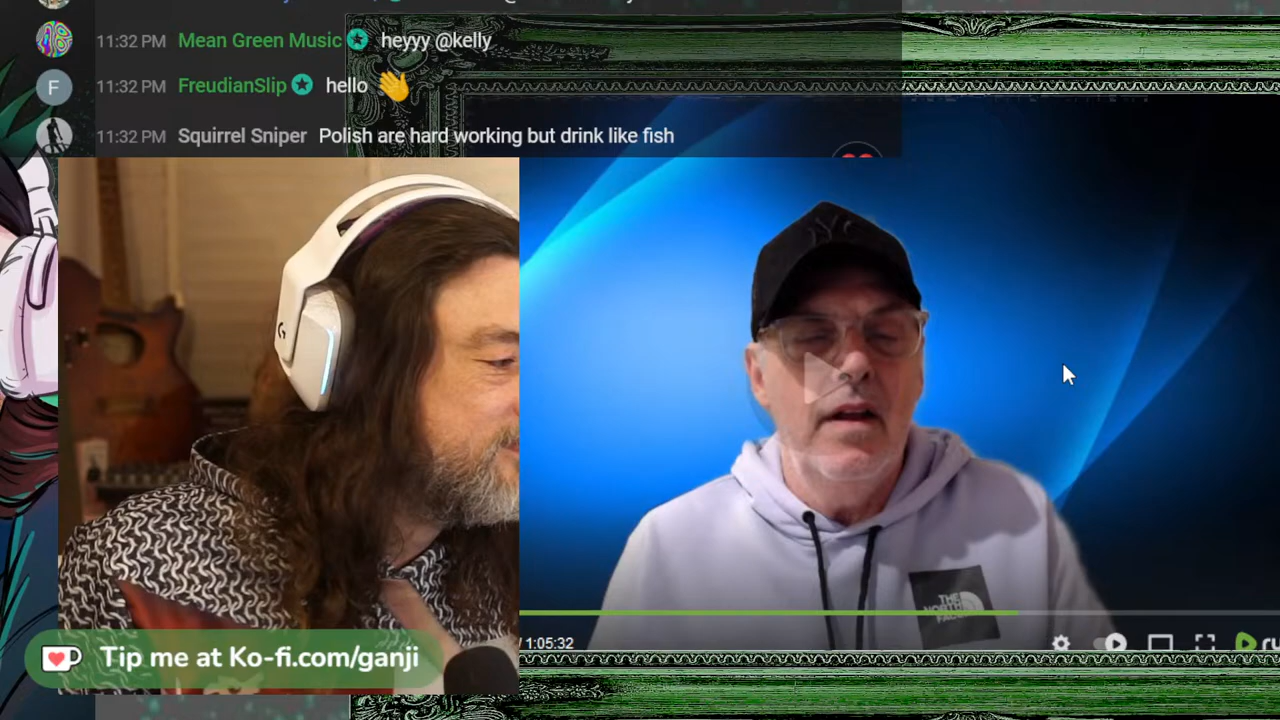 11:32 PM Mean Green Music heyyy @kelly
F 11:32 PM FreudianSlip hello 👋
11:32 PM Squirrel Sniper Polish are hard working but drink like fish
NY
G
THE
NORTH
FACE
/ 1:05:32
Tip me at Ko-fi.com/ganji